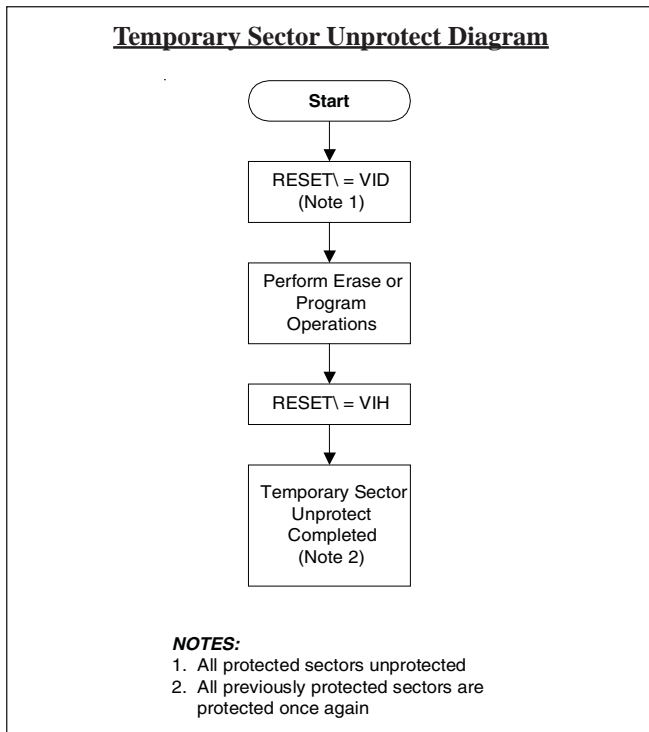 Temporary Sector Unprotect Diagram
Start
RESET\ = VID
(Note 1)
Perform Erase or
Program
Operations
RESET\ = VIH
Temporary Sector
Unprotect
Completed
(Note 2)
NOTES:
1. All protected sectors unprotected
2. All previously protected sectors are
protected once again